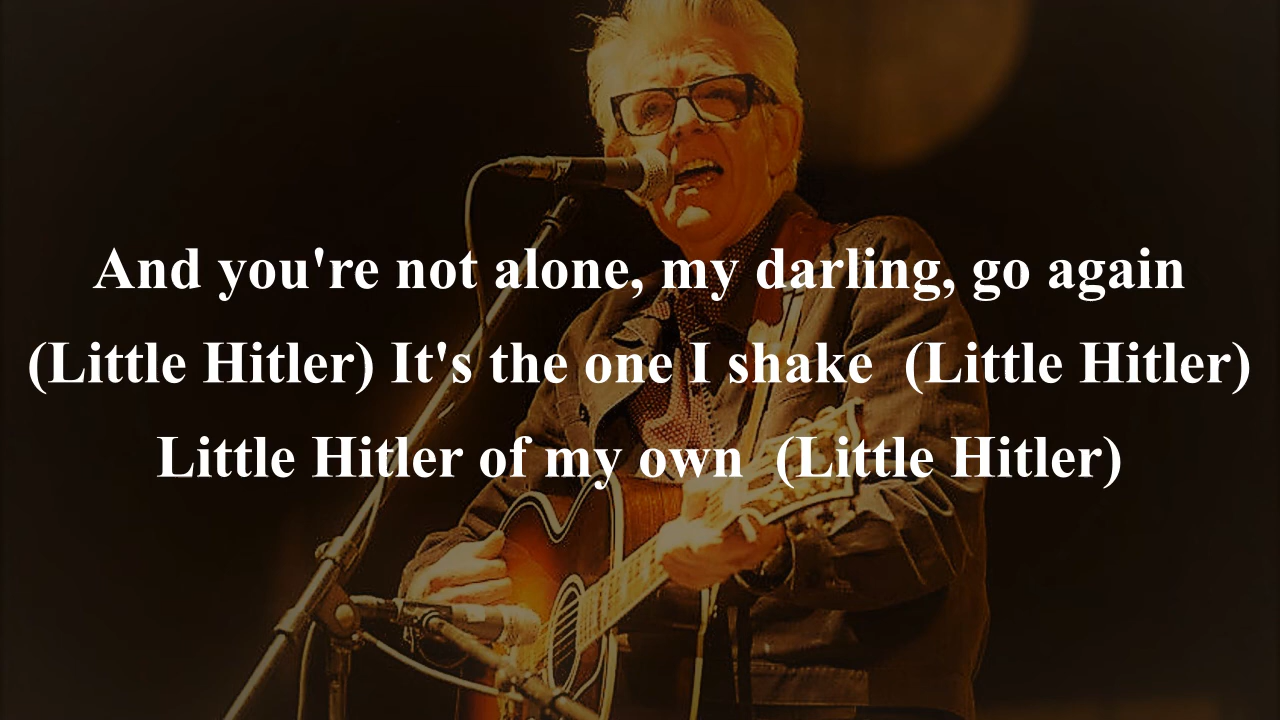 And you're not alone, my darling, go again
(Little Hitler) It's the one I shake (Little Hitler)
Little Hitler of my own (Little Hitler)